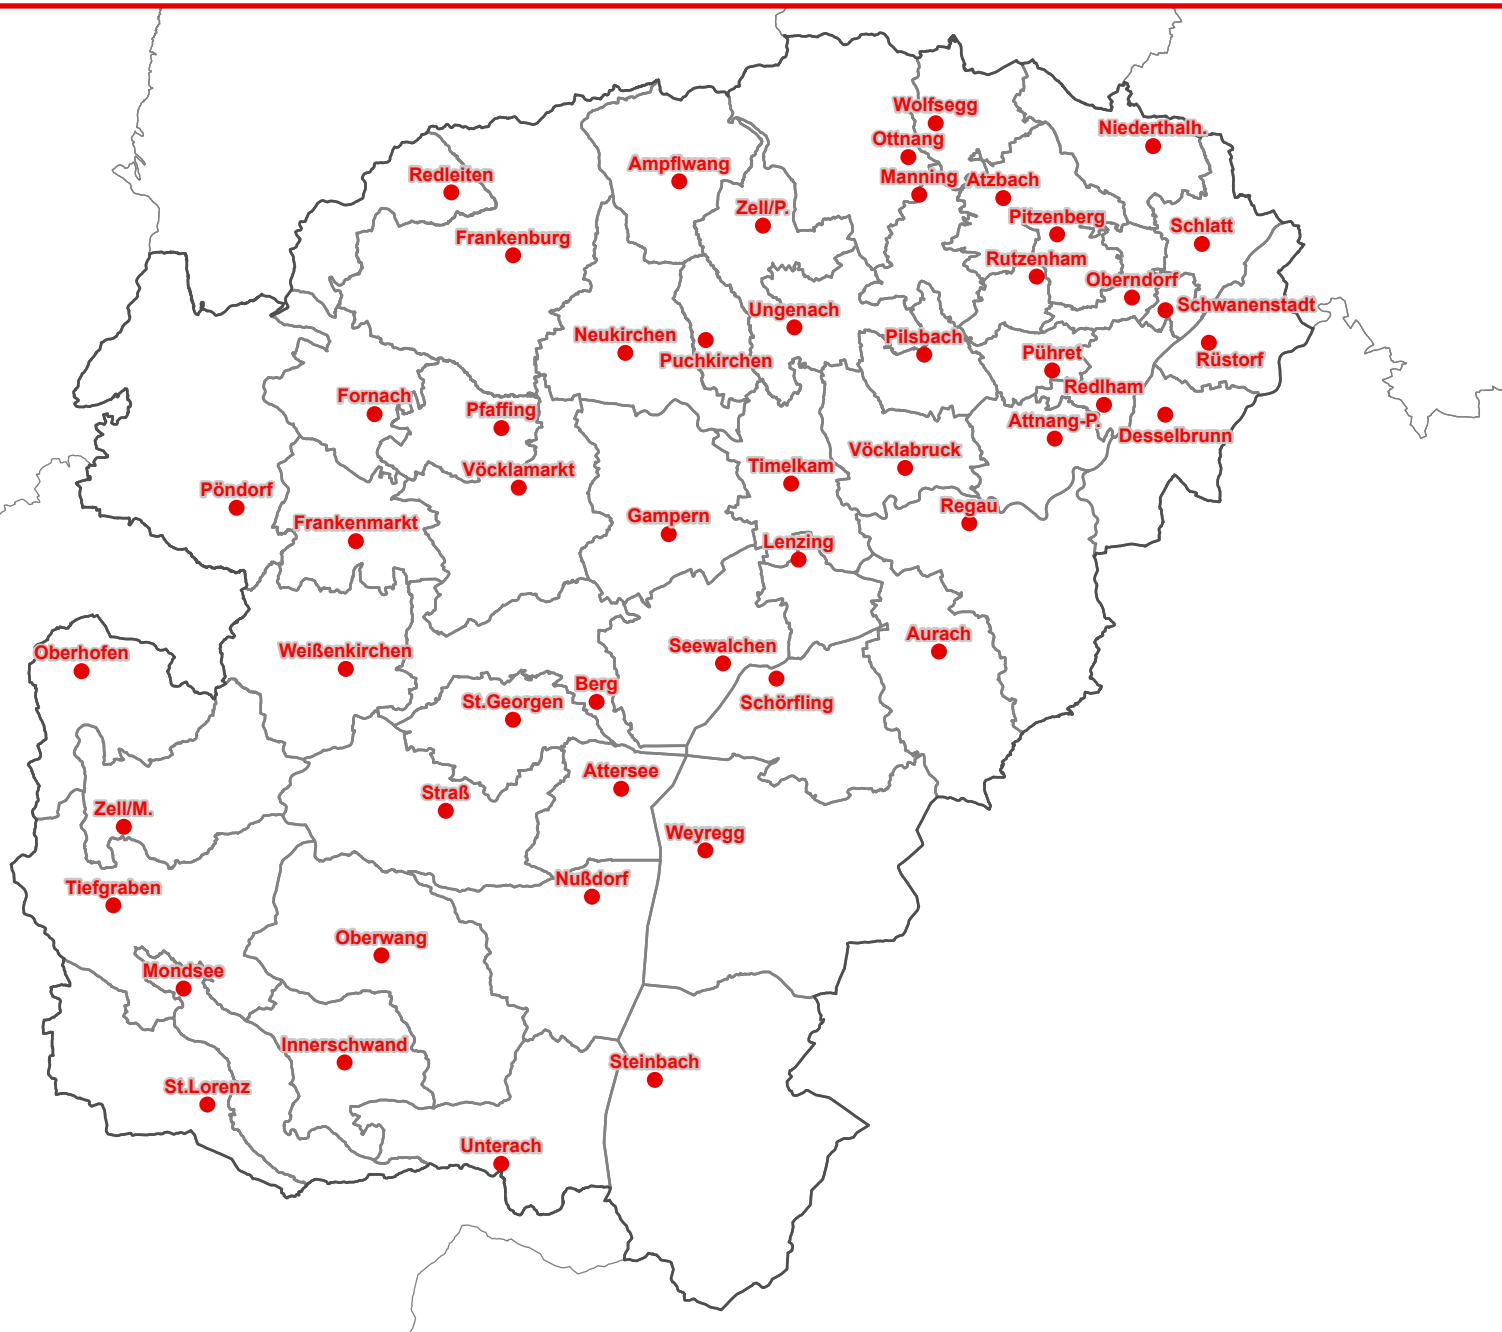 Wolfsegg
Niederthalh.
Ottnang
Ampflwang
Redleiten
Manning
Atzbach
Zell/P.
Pitzenberg
Schlatt
Frankenburg
Rutzenham
Oberndorf
Schwanenstadt
Ungenach
Neukirchen
Pilsbach
Puchkirchen
Pühret
Rüstorf
Redlham
Fornach
Pfaffing
Attnang-P.
Desselbrunn
Vöcklabruck
Timelkam
Vöcklamarkt
Pöndorf
Regau
Gampern
Frankenmarkt
Lenzing
Aurach
Seewalchen
Weißenkirchen
Oberhofen
Berg
St.Georgen
Schörfling
Attersee
Straß
Zell/M.
Weyregg
Nußdorf
Tiefgraben
Oberwang
Mondsee
Innerschwand
Steinbach
St.Lorenz
Unterach